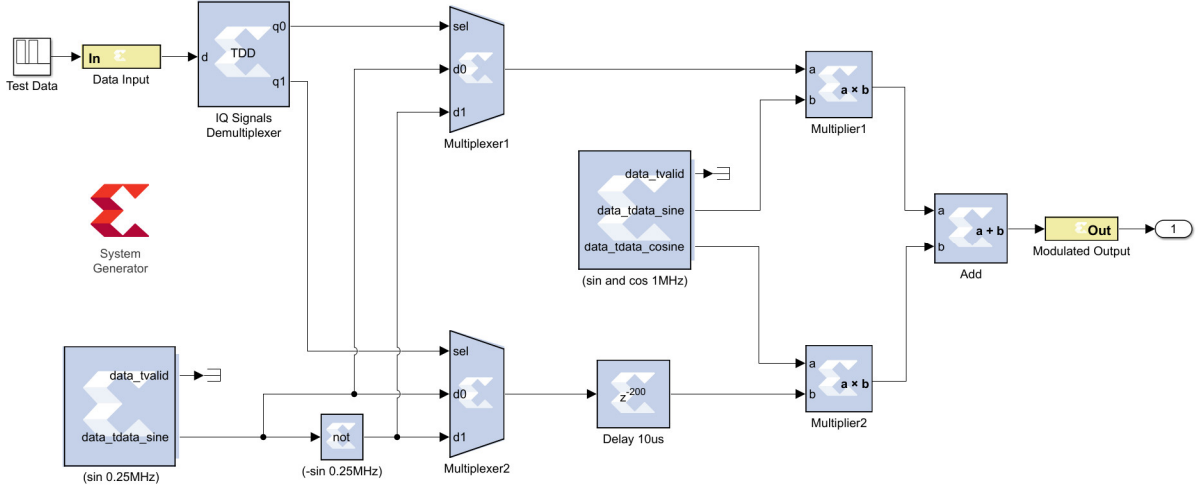 Test Data
In
Data Input
TDD
d
q0
q1
IQ Signals
Demultiplexer
sel
d0
d1
Multiplexer1
a
b
a × b
Multiplier1
data_tvalid
data_tdata_sine
data_tdata_cosine
(sin and cos 1MHz)
System
Generator
a
b
a + b
Add
Out
Modulated Output
1
data_tvalid
data_tdata_sine
(sin 0.25MHz)
not
(-sin 0.25MHz)
sel
d0
d1
Multiplexer2
z-200
Delay 10us
a
b
a × b
Multiplier2